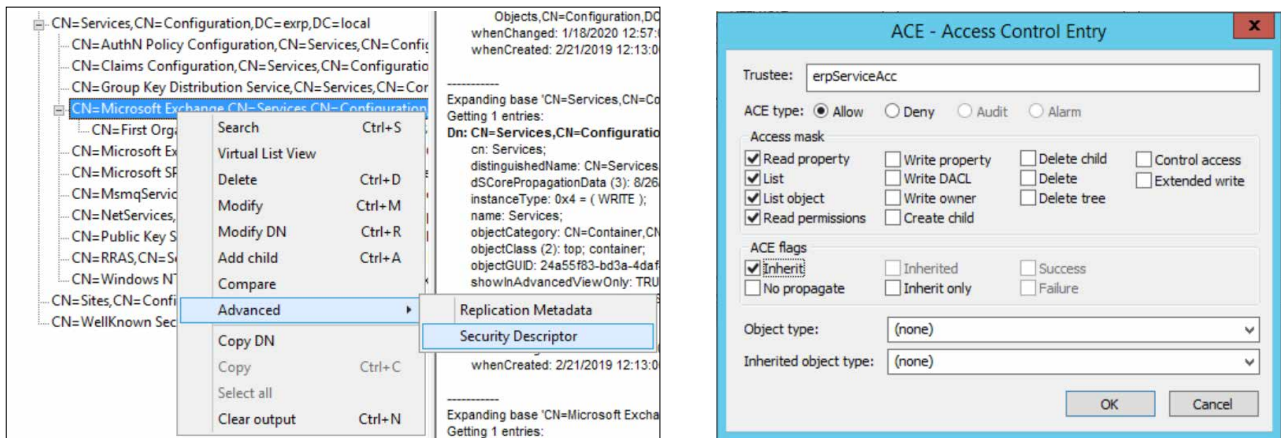 CN=Services,CN=Configuration,DC=exrp,DC=local
CN=AuthN Policy Configuration,CN=Services,CN=Config
CN=Claims Configuration,CN=Services,CN=Configuratio
CN=Group Key Distribution Service,CN=Services,CN=Con
CN=Microsoft Exchange,CN=Services,CN=Configuration
CN=First Orga
CN=Microsoft Ex
CN=Microsoft SP
CN=MsmqServic
CN=NetServices,
CN=Public Key S
CN=RRAS,CN=Se
CN=Windows NT
CN=Sites,CN=Confi
CN=WellKnown Sec
Search Ctrl+S
Virtual List View
Delete Ctrl+D
Modify Ctrl+M
Modify DN Ctrl+R
Add child Ctrl+A
Compare
Advanced
Copy DN
Copy Ctrl+C
Select all
Clear output Ctrl+N
Replication Metadata
Security Descriptor
Objects,CN=Configuration,DC
whenChanged: 1/18/2020 12:57:
whenCreated: 2/21/2019 12:13:0
-----------
Expanding base 'CN=Services,CN=Co
Getting 1 entries:
Dn: CN=Services,CN=Configuratio
cn: Services;
distinguishedName: CN=Services
dSCorePropagationData (3): 8/26/
instanceType: 0x4 = ( WRITE );
name: Services;
objectCategory: CN=Container,CN
objectClass (2): top; container;
objectGUID: 24a55f83-bd3a-4daf
showInAdvancedViewOnly: TRU
whenCreated: 2/21/2019 12:13:0
-----------
Expanding base 'CN=Microsoft Excha
Getting 1 entries:
ACE - Access Control Entry
x
Trustee: erpServiceAcc
ACE type: Allow Deny Audit Alarm
Access mask
Read property Write property Delete child Control access
List Write DACL Delete Extended write
List object Write owner Delete tree
Read permissions Create child
ACE flags
Inherit Inherited Success
No propagate Inherit only Failure
Object type: (none)
Inherited object type: (none)
OK Cancel